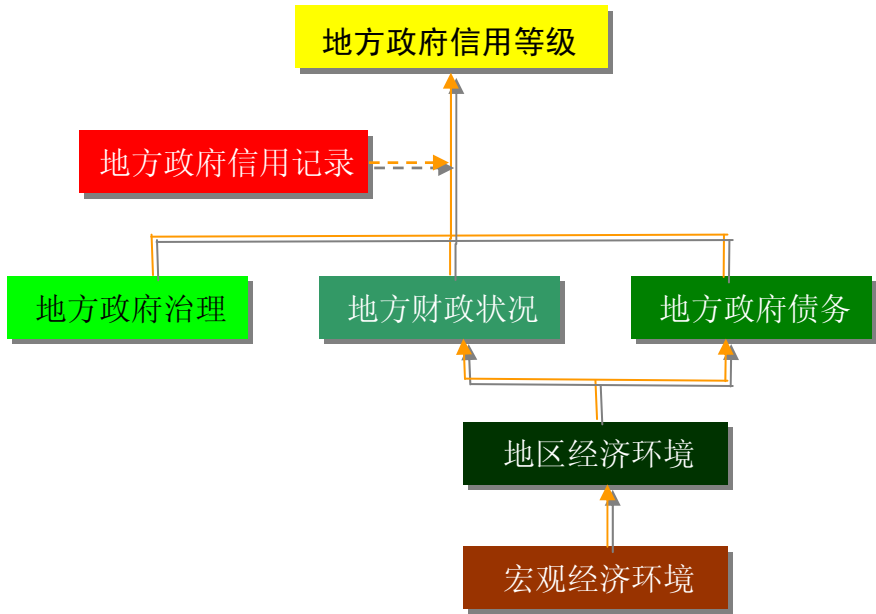 地方政府信用等级
地方政府信用记录
地方政府治理
地方财政状况
地方政府债务
地区经济环境
宏观经济环境